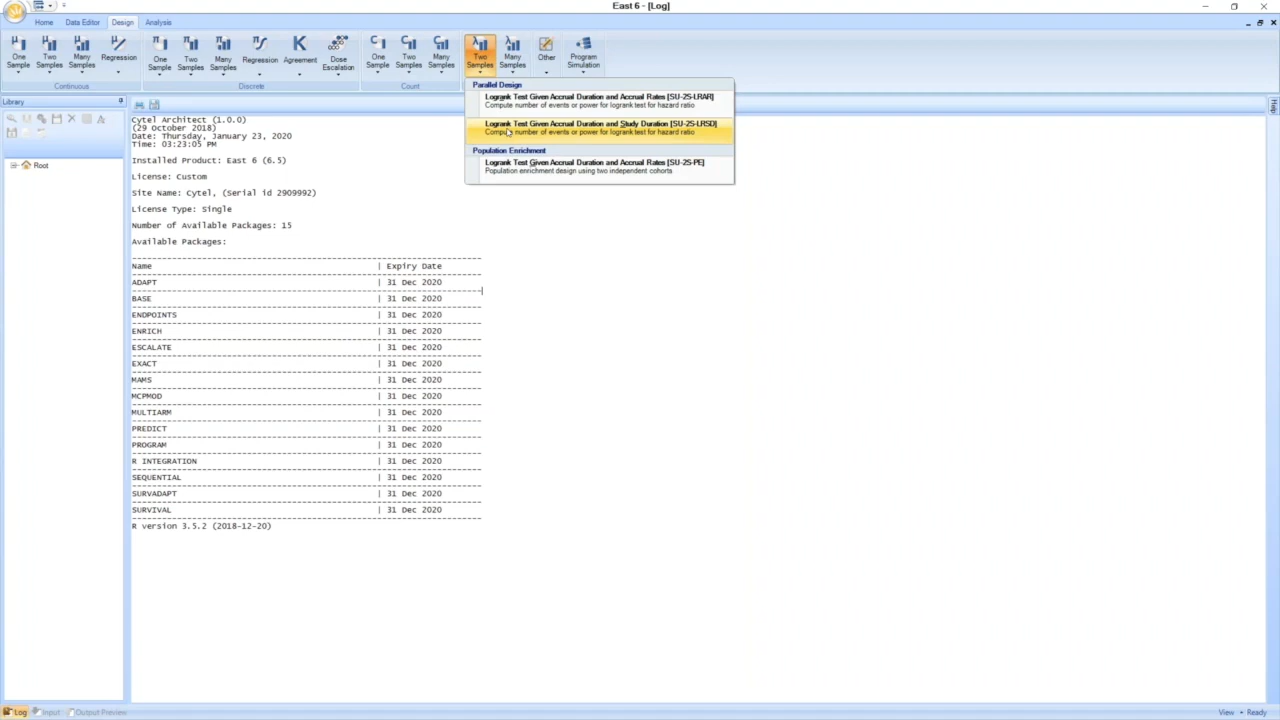 East 6 - [Log]
Home Data Editor Design Analysis
One Sample
Two Samples
Many Samples
Regression
Continuous
One Sample
Two Samples
Many Samples
Regression
Agreement
Dose Escalation
Discrete
One Sample
Two Samples
Many Samples
Count
Two Samples
Many Samples
Other
Program Simulation
Parallel Design
Logrank Test Given Accrual Duration and Accrual Rates [SU-2S-LRAR]
Compute number of events or power for logrank test for hazard ratio
Logrank Test Given Accrual Duration and Study Duration [SU-2S-LRSD]
Compute number of events or power for logrank test for hazard ratio
Population Enrichment
Logrank Test Given Accrual Duration and Accrual Rates [SU-2S-PE]
Population enrichment design using two independent cohorts
Library
Root
Help
Cytel Architect (1.0.0)
(29 October 2018)
Date: Thursday, January 23, 2020
Time: 03:23:05 PM
Installed Product: East 6 (6.5)
License: Custom
Site Name: Cytel, (Serial id 2909992)
License Type: Single
Number of Available Packages: 15
Available Packages:
Name | Expiry Date
ADAPT | 31 Dec 2020
BASE | 31 Dec 2020
ENDPOINTS | 31 Dec 2020
ENRICH | 31 Dec 2020
ESCALATE | 31 Dec 2020
EXACT | 31 Dec 2020
MAMS | 31 Dec 2020
MCPMOD | 31 Dec 2020
MULTIARM | 31 Dec 2020
PREDICT | 31 Dec 2020
PROGRAM | 31 Dec 2020
R INTEGRATION | 31 Dec 2020
SEQUENTIAL | 31 Dec 2020
SURVADAPT | 31 Dec 2020
SURVIVAL | 31 Dec 2020
R version 3.5.2 (2018-12-20)
Log Input Output Preview
View Ready